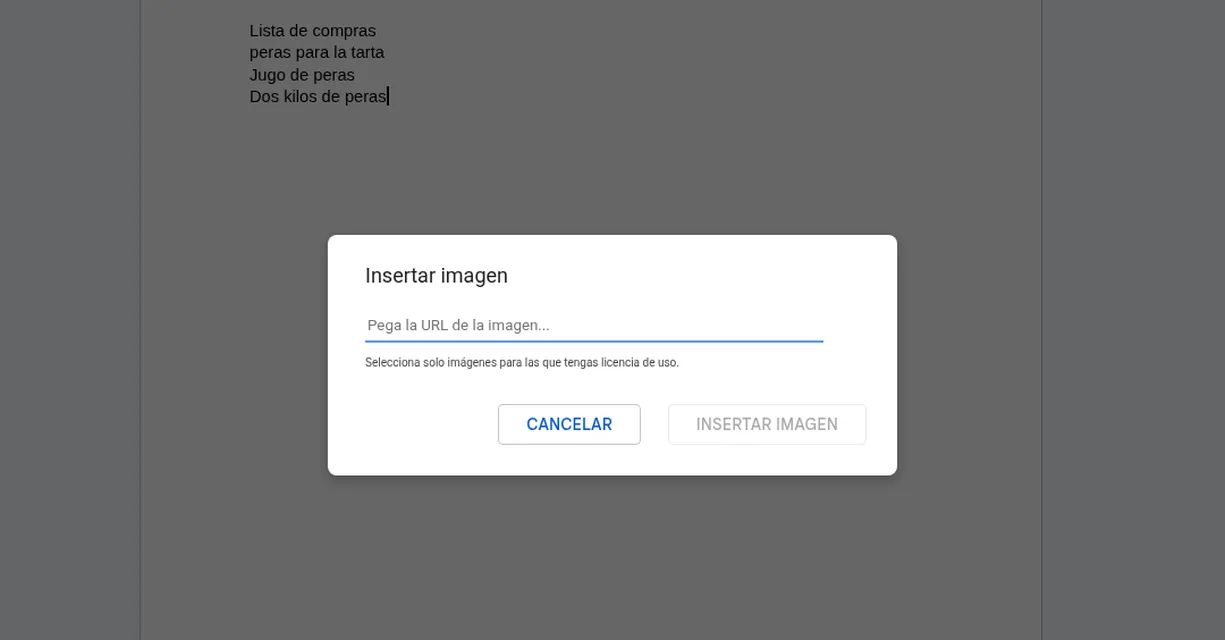 Lista de compras
peras para la tarta
Jugo de peras
Dos kilos de peras
Insertar imagen
Pega la URL de la imagen...
Selecciona solo imágenes para las que tengas licencia de uso.
CANCELAR
INSERTAR IMAGEN